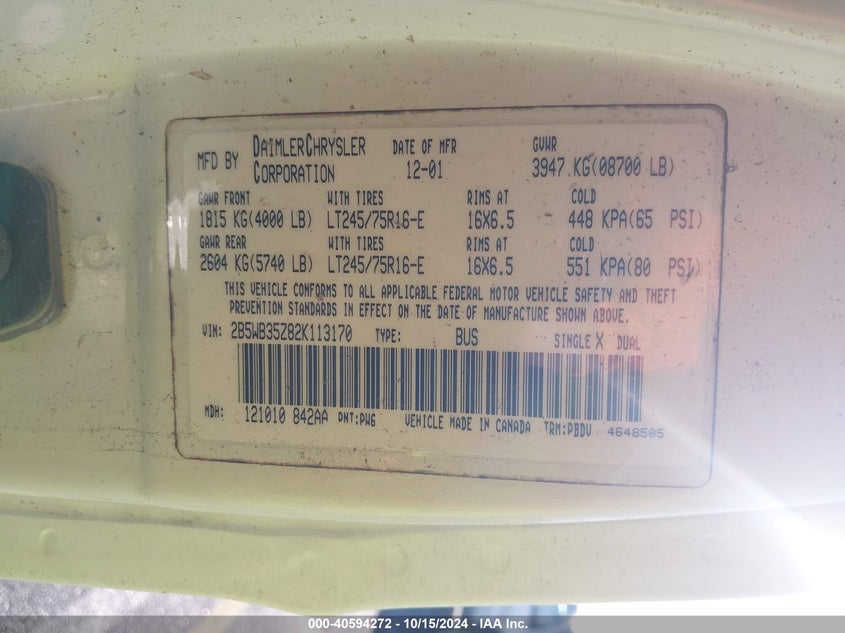 MFD BY DAIMLERCHRYSLER CORPORATION DATE OF MFR 12-01 GVWR 3947 KG(08700 LB)
GAWR FRONT WITH TIRES RIMS AT COLD
1815 KG(4000 LB) LT245/75R16-E 16X6.5 448 KPA(65 PSI)
GAWR REAR WITH TIRES RIMS AT COLD
2604 KG(5740 LB) LT245/75R16-E 16X6.5 551 KPA(80 PSI)
THIS VEHICLE CONFORMS TO ALL APPLICABLE FEDERAL MOTOR VEHICLE SAFETY AND THEFT
PREVENTION STANDARDS IN EFFECT ON THE DATE OF MANUFACTURE SHOWN ABOVE.
VIN: 2B5WB35Z82K113170 TYPE: BUS SINGLE X DUAL
MDH: 121010 842AA PNT:PW6 VEHICLE MADE IN CANADA TRM:PBDV 4648505
000-40594272 - 10/15/2024 - IAA Inc.